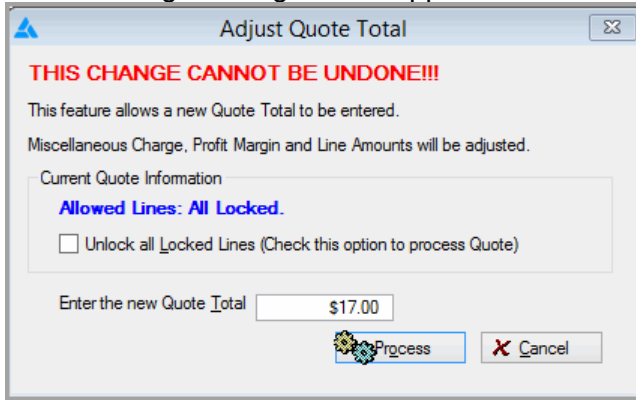 Adjust Quote Total
THIS CHANGE CANNOT BE UNDONE!!!
This feature allows a new Quote Total to be entered.
Miscellaneous Charge, Profit Margin and Line Amounts will be adjusted.
Current Quote Information
Allowed Lines: All Locked.
Unlock all Locked Lines (Check this option to process Quote)
Enter the new Quote Total $17.00
Process Cancel